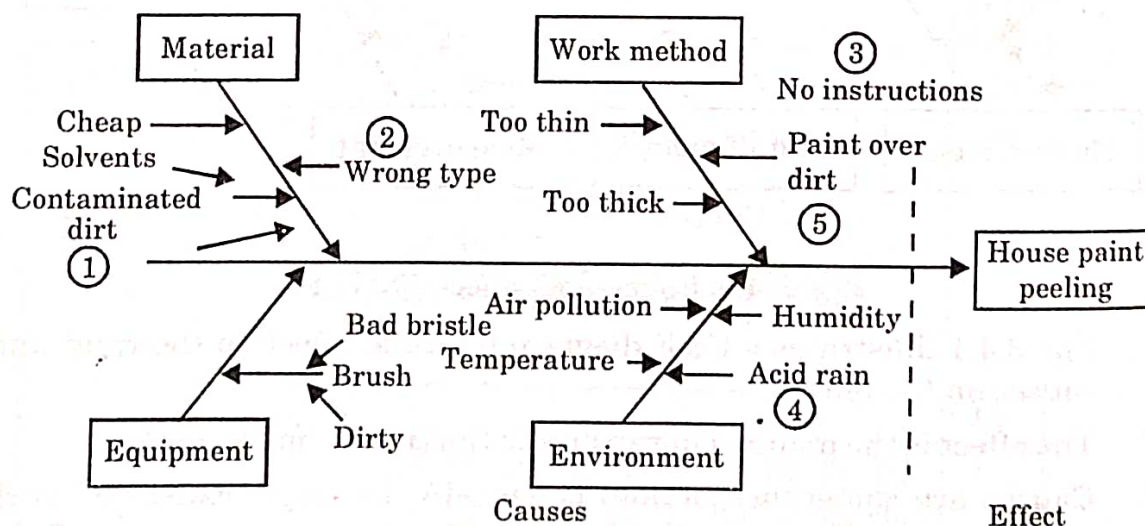 Material
Work method
③
No instructions
Cheap
Solvents
Contaminated
dirt
①
②
Wrong type
Too thin
Too thick
Paint over
dirt
⑤
House paint
peeling
Air pollution
Humidity
Temperature
Acid rain
④
Bad bristle
Brush
Dirty
Equipment
Environment
Causes
Effect